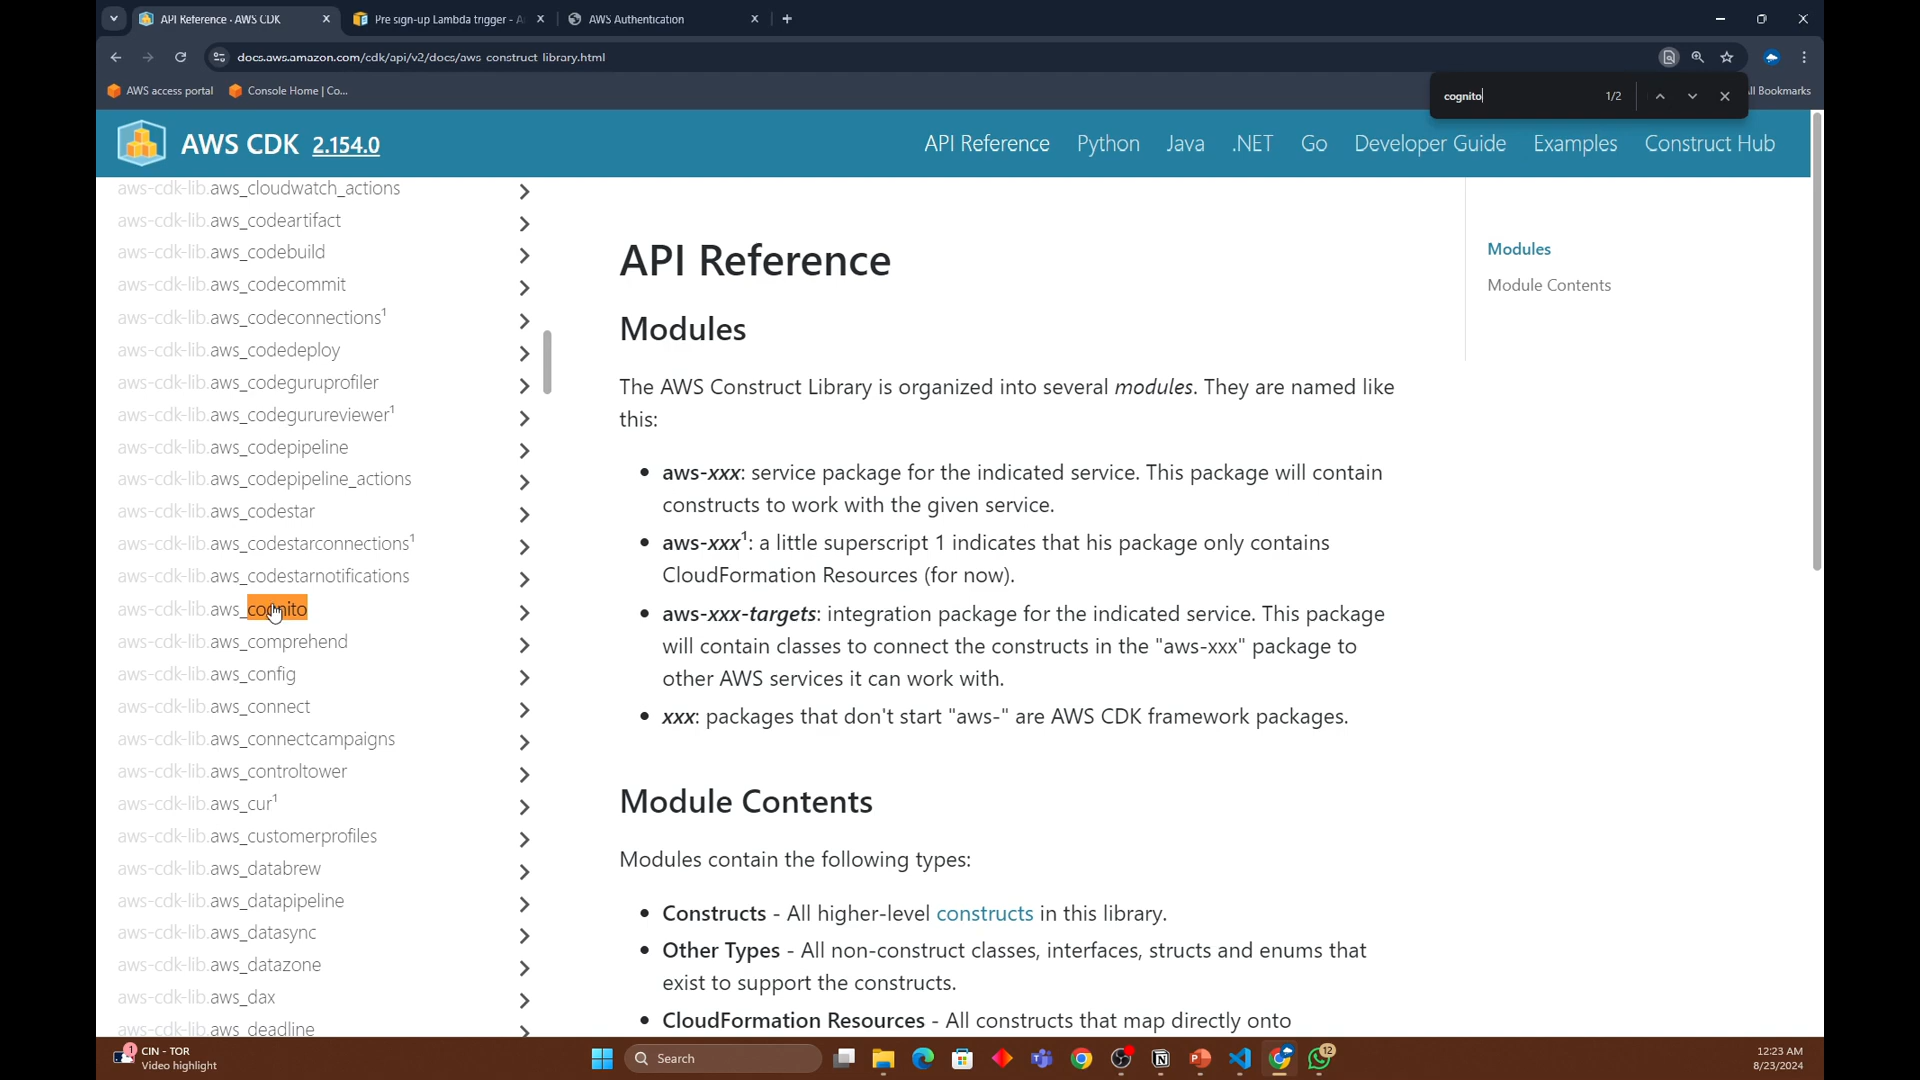 API Reference · AWS CDK
Pre sign-up Lambda trigger - A
AWS Authentication
docs.aws.amazon.com/cdk/api/v2/docs/aws-construct-library.html
AWS access portal
Console Home | Co...
All Bookmarks
cognito
1/2
AWS CDK 2.154.0
API Reference
Python
Java
.NET
Go
Developer Guide
Examples
Construct Hub
aws-cdk-lib.aws_cloudwatch_actions
aws-cdk-lib.aws_codeartifact
aws-cdk-lib.aws_codebuild
aws-cdk-lib.aws_codecommit
aws-cdk-lib.aws_codeconnections¹
aws-cdk-lib.aws_codedeploy
aws-cdk-lib.aws_codeguruprofiler
aws-cdk-lib.aws_codegurureviewer¹
aws-cdk-lib.aws_codepipeline
aws-cdk-lib.aws_codepipeline_actions
aws-cdk-lib.aws_codestar
aws-cdk-lib.aws_codestarconnections¹
aws-cdk-lib.aws_codestarnotifications
aws-cdk-lib.aws_cognito
aws-cdk-lib.aws_comprehend
aws-cdk-lib.aws_config
aws-cdk-lib.aws_connect
aws-cdk-lib.aws_connectcampaigns
aws-cdk-lib.aws_controltower
aws-cdk-lib.aws_cur¹
aws-cdk-lib.aws_customerprofiles
aws-cdk-lib.aws_databrew
aws-cdk-lib.aws_datapipeline
aws-cdk-lib.aws_datasync
aws-cdk-lib.aws_datazone
aws-cdk-lib.aws_dax
aws-cdk-lib.aws_deadline
API Reference
Modules
The AWS Construct Library is organized into several modules. They are named like
this:
• aws-xxx: service package for the indicated service. This package will contain
constructs to work with the given service.
• aws-xxx¹: a little superscript 1 indicates that his package only contains
CloudFormation Resources (for now).
• aws-xxx-targets: integration package for the indicated service. This package
will contain classes to connect the constructs in the "aws-xxx" package to
other AWS services it can work with.
• xxx: packages that don't start "aws-" are AWS CDK framework packages.
Module Contents
Modules contain the following types:
• Constructs - All higher-level constructs in this library.
• Other Types - All non-construct classes, interfaces, structs and enums that
exist to support the constructs.
• CloudFormation Resources - All constructs that map directly onto
Modules
Module Contents
1
CIN - TOR
Video highlight
Search
12
12:23 AM
8/23/2024